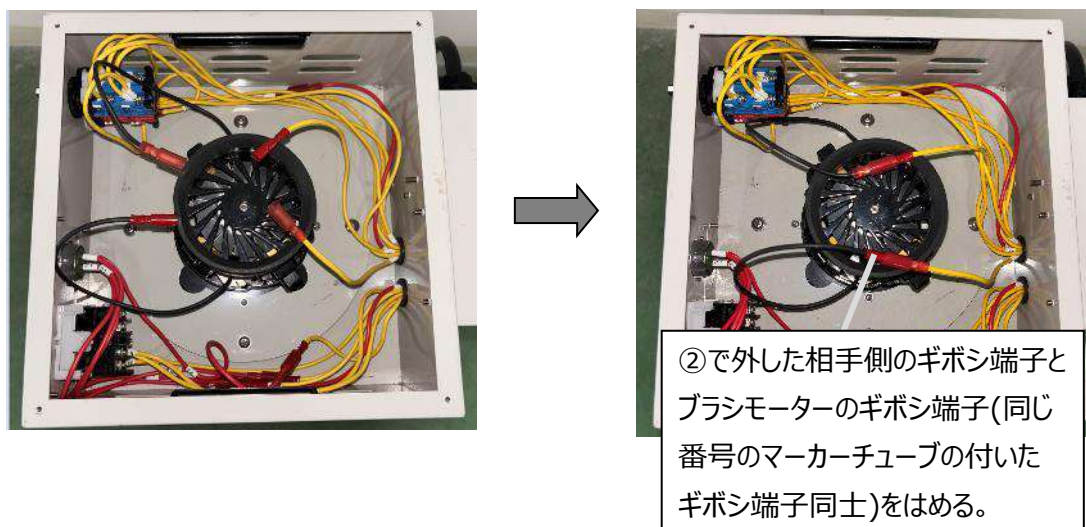 ②で外した相手側のギボシ端子と
ブラシモーターのギボシ端子(同じ
番号のマーカーチューブの付いた
ギボシ端子同士)をはめる。